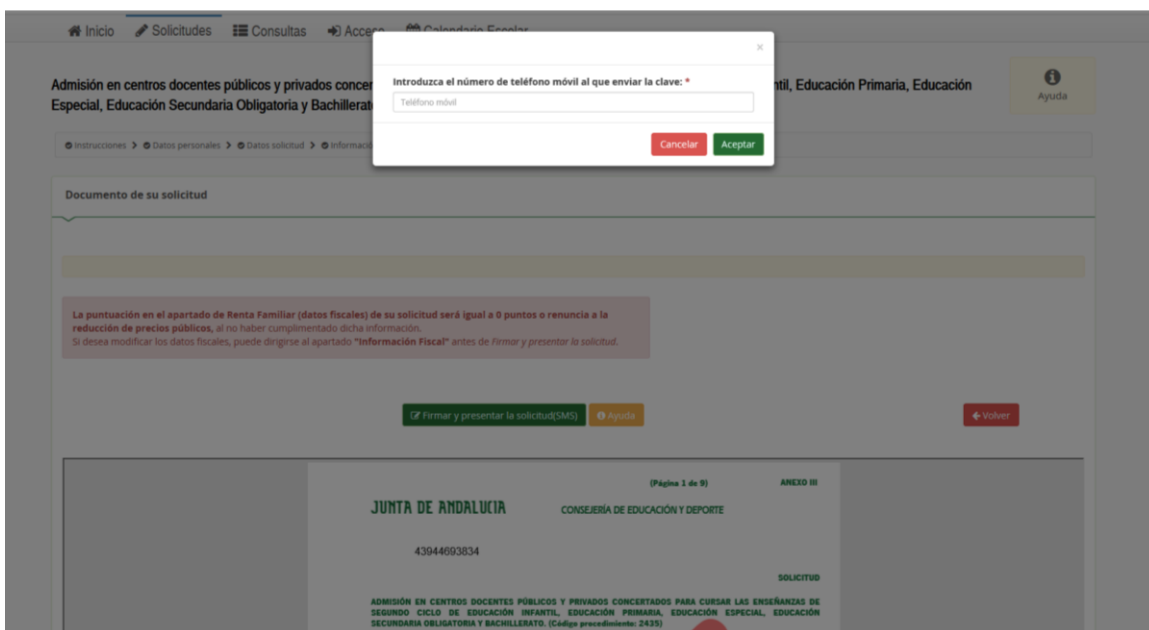 Inicio Solicitudes Consultas Acceso Calendario Escolar
×
Introduzca el número de teléfono móvil al que enviar la clave: *
Teléfono móvil
Cancelar Aceptar
Admisión en centros docentes públicos y privados concer
ntil, Educación Primaria, Educación
Especial, Educación Secundaria Obligatoria y Bachillerat
Ayuda
Instrucciones > Datos personales > Datos solicitud > Informaci
Documento de su solicitud
La puntuación en el apartado de Renta Familiar (datos fiscales) de su solicitud será igual a 0 puntos o renuncia a la
reducción de precios públicos, al no haber cumplimentado dicha información.
Si desea modificar los datos fiscales, puede dirigirse al apartado "Información Fiscal" antes de Firmar y presentar la solicitud.
Firmar y presentar la solicitud(SMS) Ayuda Volver
(Página 1 de 9) ANEXO III
JUNTA DE ANDALUCIA CONSEJERÍA DE EDUCACIÓN Y DEPORTE
43944693834
SOLICITUD
ADMISIÓN EN CENTROS DOCENTES PÚBLICOS Y PRIVADOS CONCERTADOS PARA CURSAR LAS ENSEÑANZAS DE
SEGUNDO CICLO DE EDUCACIÓN INFANTIL, EDUCACIÓN PRIMARIA, EDUCACIÓN ESPECIAL, EDUCACIÓN
SECUNDARIA OBLIGATORIA Y BACHILLERATO. (Código procedimiento: 2435)